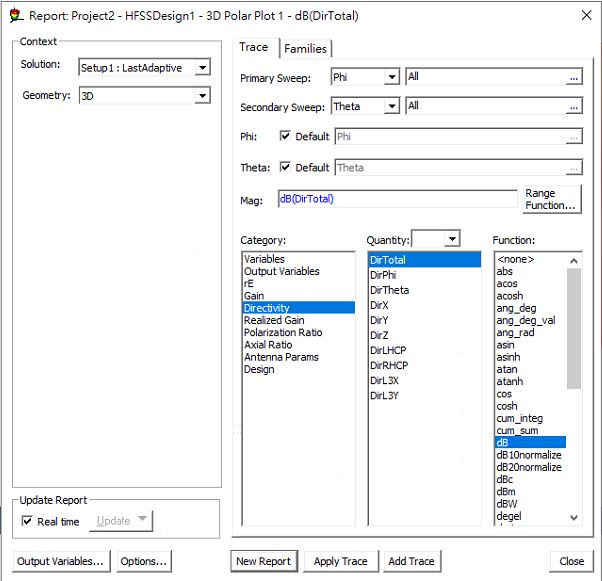 Report: Project2 - HFSSDesign1 - 3D Polar Plot 1 - dB(DirTotal)
Context
Solution: Setup1 : LastAdaptive
Geometry: 3D
Update Report
Real time Update
Trace Families
Primary Sweep: Phi All ...
Secondary Sweep: Theta All ...
Phi: Default Phi ...
Theta: Default Theta ...
Mag: dB(DirTotal)
Range
Function...
Category:
Variables
Output Variables
rE
Gain
Directivity
Realized Gain
Polarization Ratio
Axial Ratio
Antenna Params
Design
Quantity:
DirTotal
DirPhi
DirTheta
DirX
DirY
DirZ
DirLHCP
DirRHCP
DirL3X
DirL3Y
Function:
<none>
abs
acos
acosh
ang_deg
ang_deg_val
ang_rad
asin
asinh
atan
atanh
cos
cosh
cum_integ
cum_sum
dB
dB10normalize
dB20normalize
dBc
dBm
dBW
degel
Output Variables... Options... New Report Apply Trace Add Trace Close